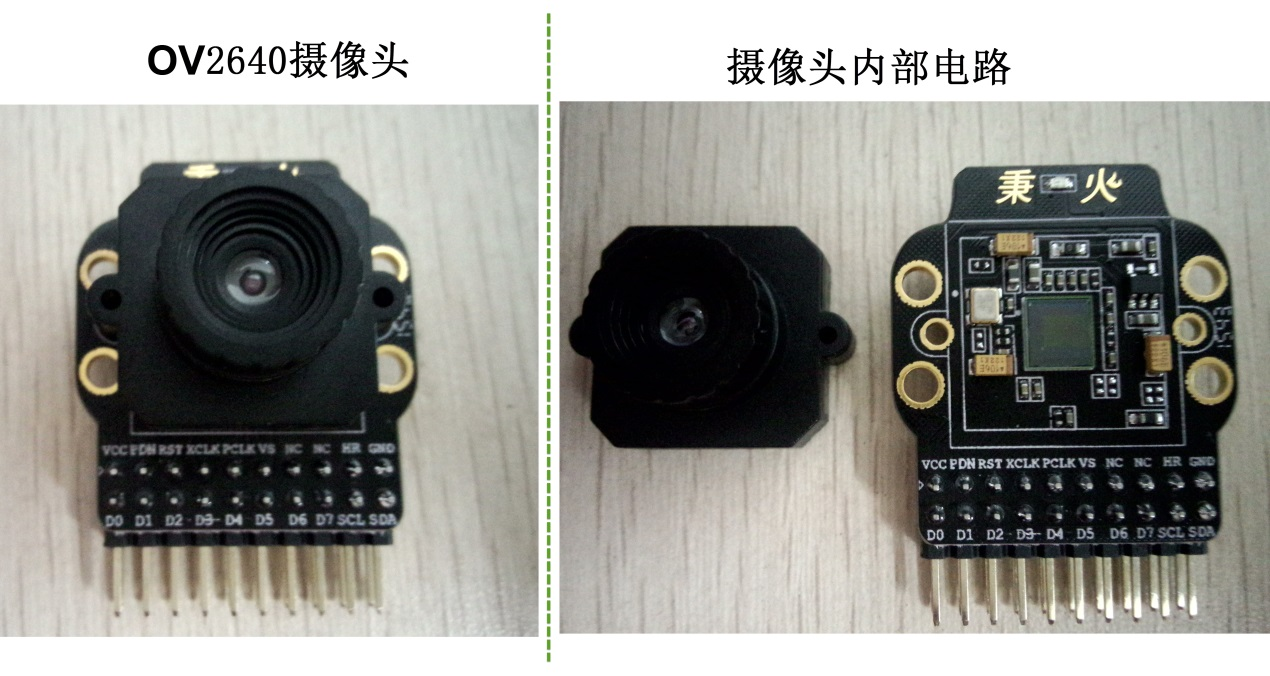 OV2640摄像头
摄像头内部电路
VCC PDN RST XCLK PCLK VS NC NC HR GND
D0 D1 D2 D3 D4 D5 D6 D7 SCL SDA
秉火
VCC PDN RST XCLK PCLK VS NC NC HR GND
D0 D1 D2 D3 D4 D5 D6 D7 SCL SDA